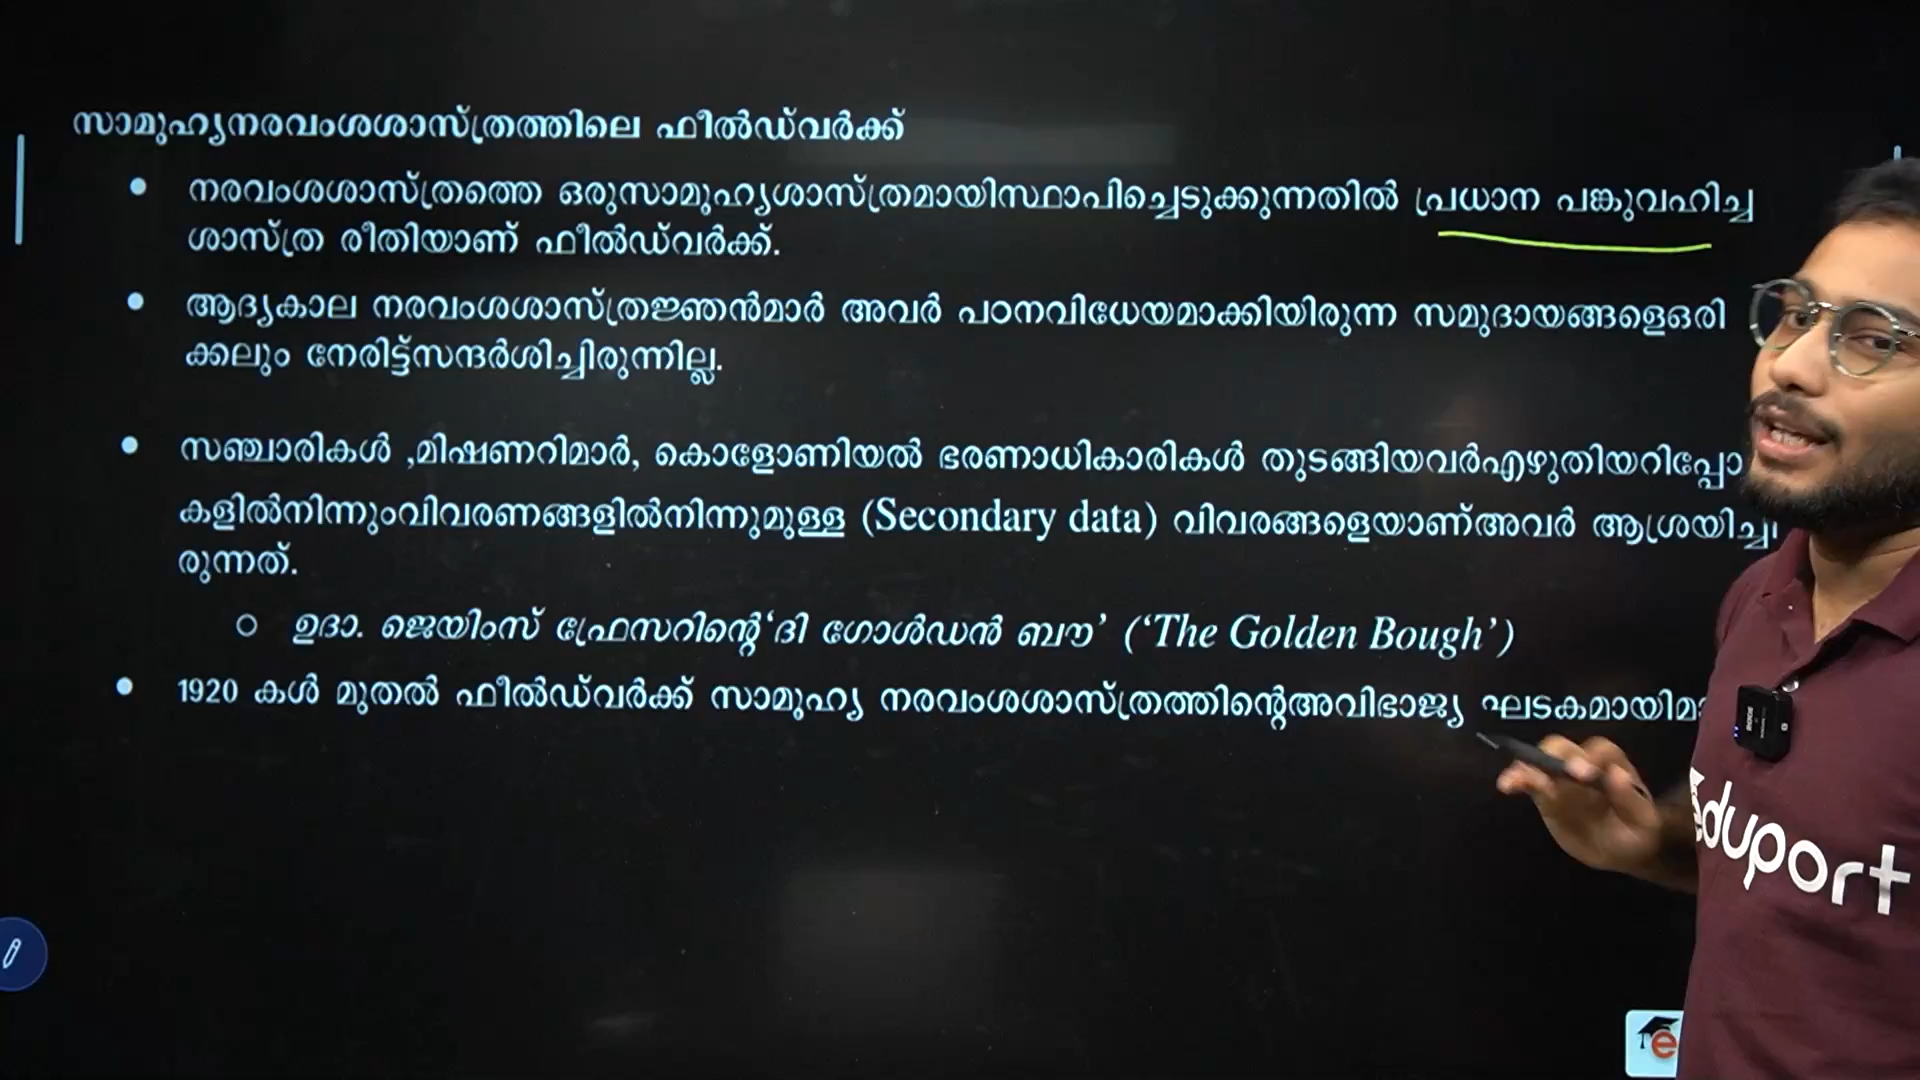 സാമൂഹ്യനരവംശശാസ്ത്രത്തിലെ ഫീൽഡ്‌വർക്ക്
• നരവംശശാസ്ത്രത്തെ ഒരുസാമൂഹ്യശാസ്ത്രമായിസ്ഥാപിച്ചെടുക്കുന്നതിൽ പ്രധാന പങ്കുവഹിച്ച
ശാസ്ത്ര രീതിയാണ് ഫീൽഡ്‌വർക്ക്.
• ആദ്യകാല നരവംശശാസ്ത്രജ്ഞൻമാർ അവർ പഠനവിധേയമാക്കിയിരുന്ന സമുദായങ്ങളെഒരി
ക്കലും നേരിട്ട്സന്ദർശിച്ചിരുന്നില്ല.
• സഞ്ചാരികൾ ,മിഷണറിമാർ, കൊളോണിയൽ ഭരണാധികാരികൾ തുടങ്ങിയവർഎഴുതിയറിപ്പോ
കളിൽനിന്നുംവിവരണങ്ങളിൽനിന്നുമുള്ള (Secondary data) വിവരങ്ങളെയാണ്അവർ ആശ്രയിച്ചി
രുന്നത്.
○ ഉദാ. ജെയിംസ് ഫ്രേസറിന്റെ‘ദി ഗോൾഡൻ ബൗ’ (‘The Golden Bough’)
• 1920 കൾ മുതൽ ഫീൽഡ്‌വർക്ക് സാമൂഹ്യ നരവംശശാസ്ത്രത്തിന്റെഅവിഭാജ്യ ഘടകമായിമാ
eduport
e